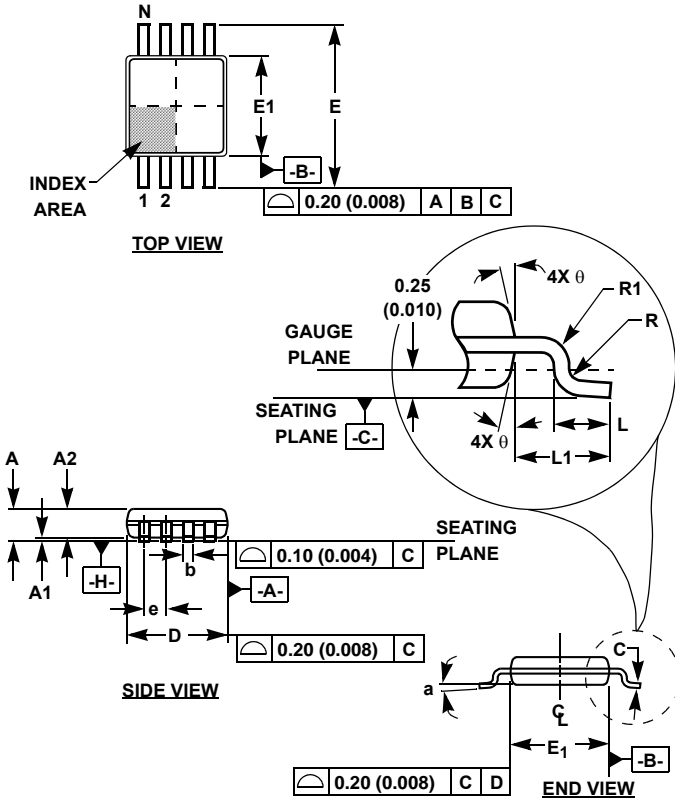 N
E1
E
-B-
INDEX
AREA
1 2
0.20 (0.008) A B C
TOP VIEW
0.25
(0.010)
4X θ
R1
R
GAUGE
PLANE
SEATING
PLANE -C-
4X θ
L
L1
A A2
SEATING
PLANE
A1
-H-
b
0.10 (0.004) C
e
-A-
D
0.20 (0.008) C
SIDE VIEW
C
a
CL
E1
-B-
0.20 (0.008) C D
END VIEW